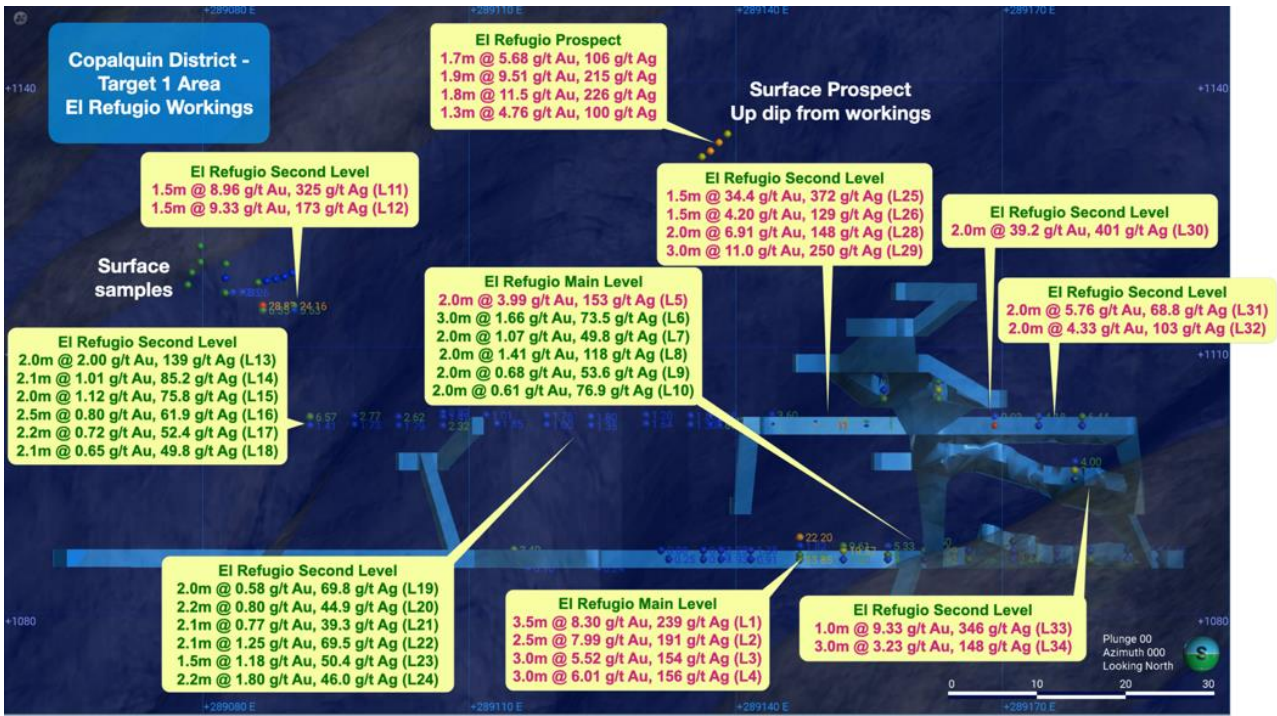 +289080 E
+289110 E
+289140 E
+289170 E
Copalquin District -
Target 1 Area
El Refugio Workings
El Refugio Prospect
1.7m @ 5.68 g/t Au, 106 g/t Ag
1.9m @ 9.51 g/t Au, 215 g/t Ag
1.8m @ 11.5 g/t Au, 226 g/t Ag
1.3m @ 4.76 g/t Au, 100 g/t Ag
+1140
+1140
Surface Prospect
Up dip from workings
El Refugio Second Level
1.5m @ 8.96 g/t Au, 325 g/t Ag (L11)
1.5m @ 9.33 g/t Au, 173 g/t Ag (L12)
El Refugio Second Level
1.5m @ 34.4 g/t Au, 372 g/t Ag (L25)
1.5m @ 4.20 g/t Au, 129 g/t Ag (L26)
2.0m @ 6.91 g/t Au, 148 g/t Ag (L28)
3.0m @ 11.0 g/t Au, 250 g/t Ag (L29)
El Refugio Second Level
2.0m @ 39.2 g/t Au, 401 g/t Ag (L30)
Surface
samples
El Refugio Main Level
2.0m @ 3.99 g/t Au, 153 g/t Ag (L5)
3.0m @ 1.66 g/t Au, 73.5 g/t Ag (L6)
2.0m @ 1.07 g/t Au, 49.8 g/t Ag (L7)
2.0m @ 1.41 g/t Au, 118 g/t Ag (L8)
2.0m @ 0.68 g/t Au, 53.6 g/t Ag (L9)
2.0m @ 0.61 g/t Au, 76.9 g/t Ag (L10)
El Refugio Second Level
2.0m @ 5.76 g/t Au, 68.8 g/t Ag (L31)
2.0m @ 4.33 g/t Au, 103 g/t Ag (L32)
24.16
El Refugio Second Level
2.0m @ 2.00 g/t Au, 139 g/t Ag (L13)
2.1m @ 1.01 g/t Au, 85.2 g/t Ag (L14)
2.0m @ 1.12 g/t Au, 75.8 g/t Ag (L15)
2.5m @ 0.80 g/t Au, 61.9 g/t Ag (L16)
2.2m @ 0.72 g/t Au, 52.4 g/t Ag (L17)
2.1m @ 0.65 g/t Au, 49.8 g/t Ag (L18)
+1110
6.57
2.77
2.62
2.32
3.60
4.00
22.20
5.33
El Refugio Second Level
2.0m @ 0.58 g/t Au, 69.8 g/t Ag (L19)
2.2m @ 0.80 g/t Au, 44.9 g/t Ag (L20)
2.1m @ 0.77 g/t Au, 39.3 g/t Ag (L21)
2.1m @ 1.25 g/t Au, 69.5 g/t Ag (L22)
1.5m @ 1.18 g/t Au, 50.4 g/t Ag (L23)
2.2m @ 1.80 g/t Au, 46.0 g/t Ag (L24)
El Refugio Main Level
3.5m @ 8.30 g/t Au, 239 g/t Ag (L1)
2.5m @ 7.99 g/t Au, 191 g/t Ag (L2)
3.0m @ 5.52 g/t Au, 154 g/t Ag (L3)
3.0m @ 6.01 g/t Au, 156 g/t Ag (L4)
El Refugio Second Level
1.0m @ 9.33 g/t Au, 346 g/t Ag (L33)
3.0m @ 3.23 g/t Au, 148 g/t Ag (L34)
+1080
+1080
Plunge 00
Azimuth 000
Looking North
S
0 10 20 30
+289080 E
+289110 E
+289140 E
+289170 E